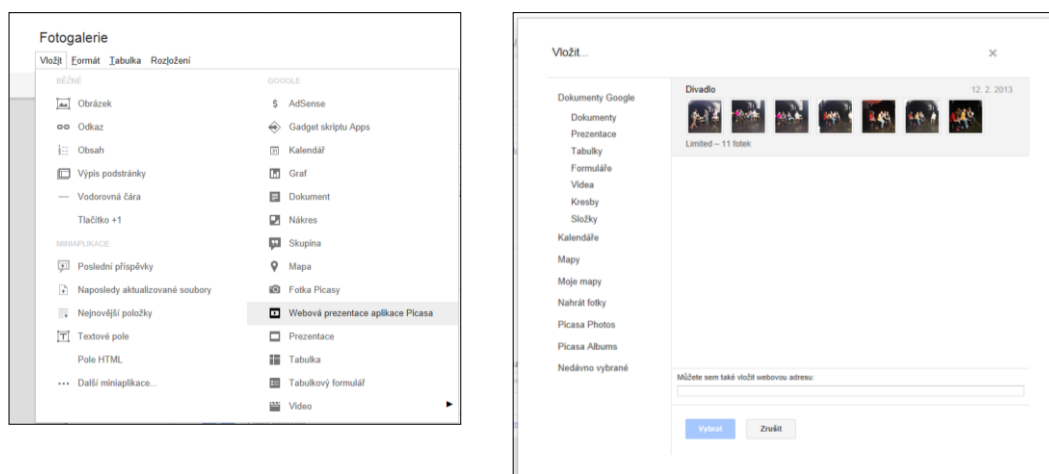 Fotogalerie
Vložit Formát Tabulka Rozložení
BĚŽNÉ
Obrázek
Odkaz
Obsah
Výpis podstránky
Vodorovná čára
Tlačítko +1
MINIAPLIKACE
Poslední příspěvky
Naposledy aktualizované soubory
Nejnovější položky
Textové pole
Pole HTML
Další miniaplikace...
GOOGLE
AdSense
Gadget skriptu Apps
Kalendář
Graf
Dokument
Nákres
Skupina
Mapa
Fotka Picasy
Webová prezentace aplikace Picasa
Prezentace
Tabulka
Tabulkový formulář
Video
Vložit...
Dokumenty Google
Dokumenty
Prezentace
Tabulky
Formuláře
Videa
Kresby
Složky
Kalendáře
Mapy
Moje mapy
Nahrát fotky
Picasa Photos
Picasa Albums
Nedávno vybrané
Divadlo 12. 2. 2013
Limited – 11 fotek
Můžete sem také vložit webovou adresu:
Vybrat Zrušit